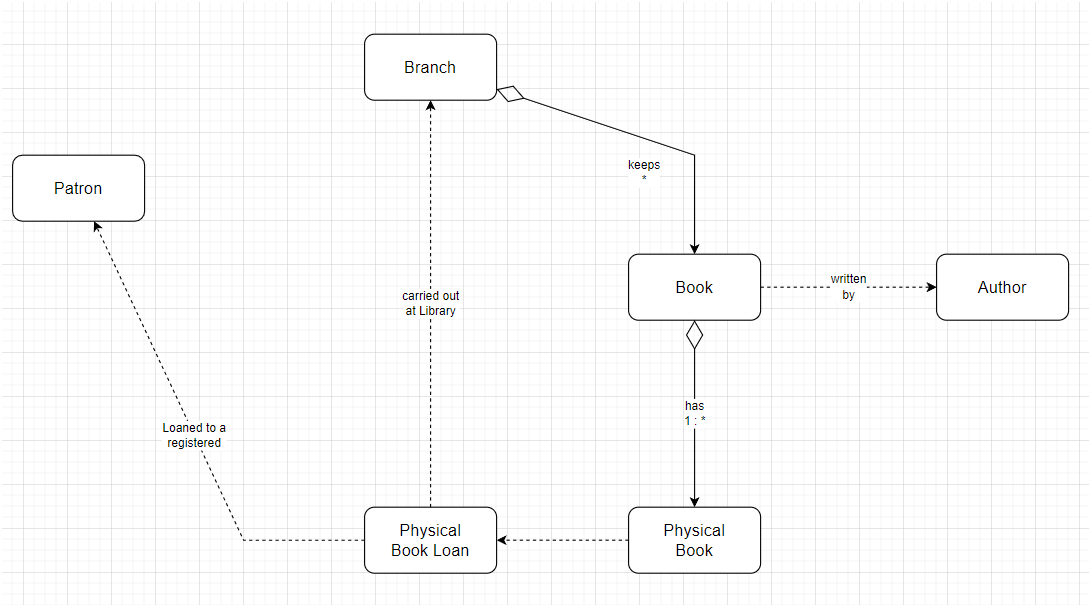 Branch
keeps
*
Patron
Book
written
by
Author
carried out
at Library
has
1 : *
Loaned to a
registered
Physical
Book Loan
Physical
Book